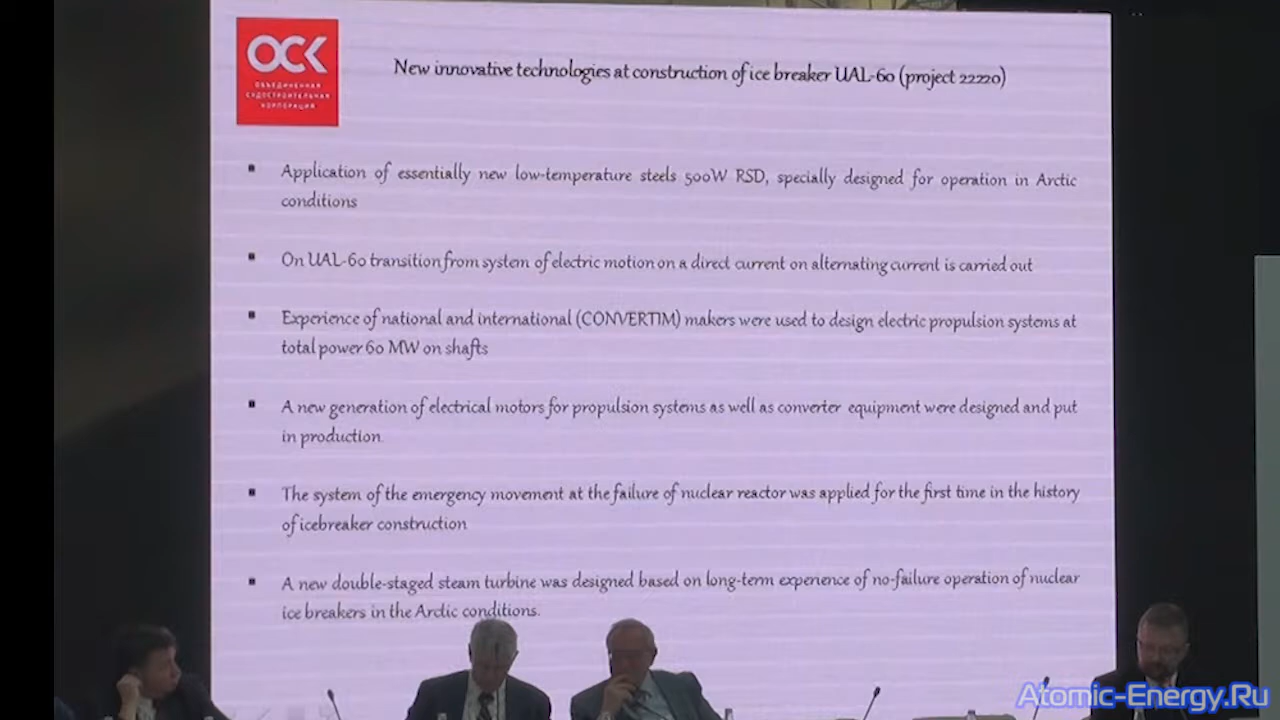 ОСК
ОБЪЕДИНЕННАЯ
СУДОСТРОИТЕЛЬНАЯ
КОРПОРАЦИЯ
New innovative technologies at construction of ice breaker UAL-60 (project 22220)
Application of essentially new low-temperature steels 500W RSD, specially designed for operation in Arctic
conditions
On UAL-60 transition from system of electric motion on a direct current on alternating current is carried out
Experience of national and international (CONVERTIM) makers were used to design electric propulsion systems at
total power 60 MW on shafts
A new generation of electrical motors for propulsion systems as well as converter equipment were designed and put
in production.
The system of the emergency movement at the failure of nuclear reactor was applied for the first time in the history
of icebreaker construction
A new double-staged steam turbine was designed based on long-term experience of no-failure operation of nuclear
ice breakers in the Arctic conditions.
Atomic-Energy.Ru